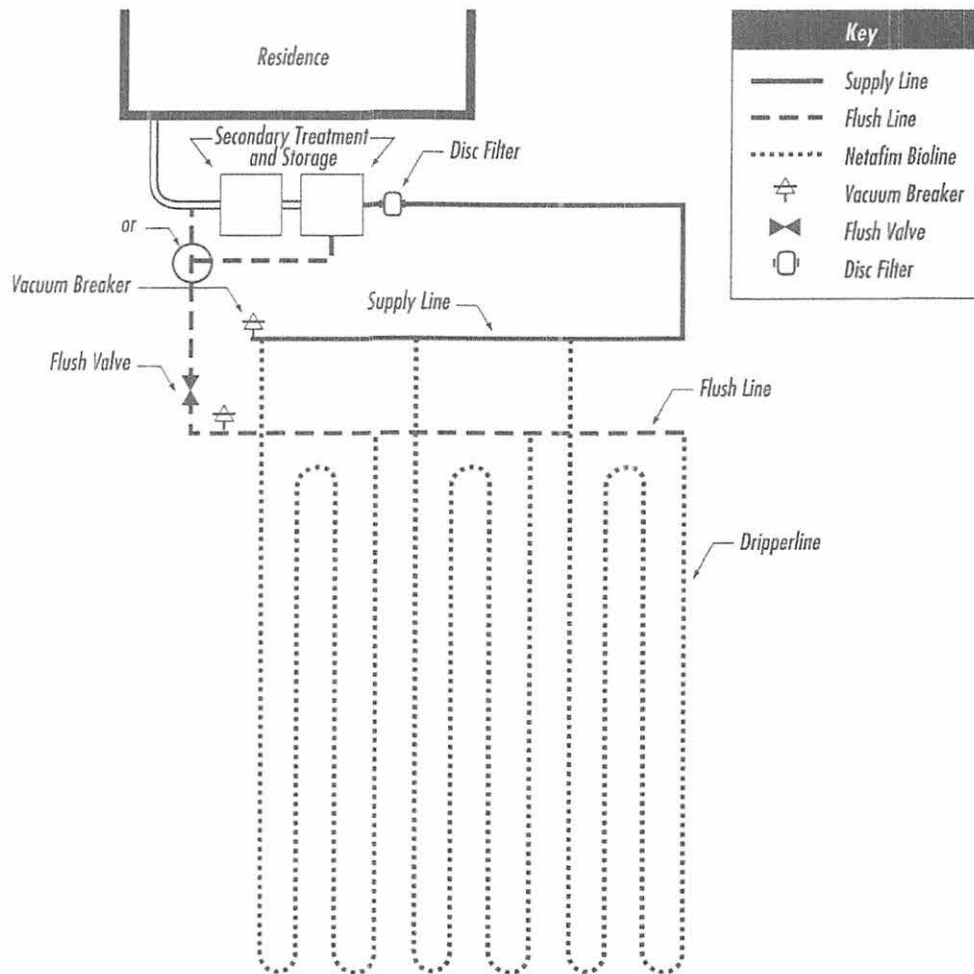 Residence
Secondary Treatment
and Storage
Disc Filter
or
Vacuum Breaker
Supply Line
Flush Valve
Flush Line
Dripperline
Key
Supply Line
Flush Line
Netafim Bioline
Vacuum Breaker
Flush Valve
Disc Filter